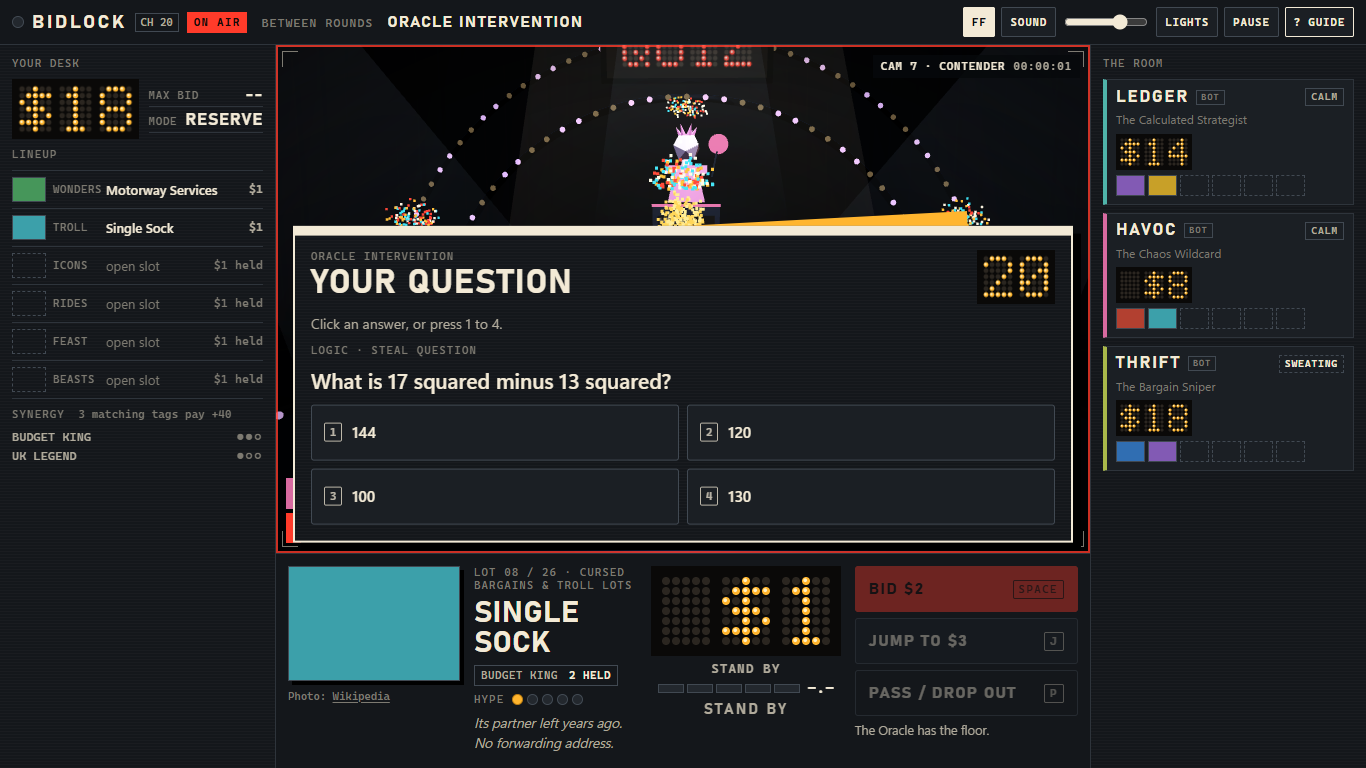 BIDLOCK CH 20 ON AIR BETWEEN ROUNDS ORACLE INTERVENTION FF SOUND LIGHTS PAUSE ? GUIDE
YOUR DESK
$18
MAX BID --
MODE RESERVE
LINEUP
WONDERS Motorway Services $1
TROLL Single Sock $1
ICONS open slot $1 held
RIDES open slot $1 held
FEAST open slot $1 held
BEASTS open slot $1 held
SYNERGY 3 matching tags pay +40
BUDGET KING
UK LEGEND
CAM 7 · CONTENDER 00:00:01
ORACLE INTERVENTION
YOUR QUESTION
20
Click an answer, or press 1 to 4.
LOGIC · STEAL QUESTION
What is 17 squared minus 13 squared?
1 144
2 120
3 100
4 130
Photo: Wikipedia
LOT 08 / 26 · CURSED
BARGAINS & TROLL LOTS
SINGLE
SOCK
BUDGET KING 2 HELD
HYPE
Its partner left years ago.
No forwarding address.
$1
STAND BY
-.-
STAND BY
BID $2 SPACE
JUMP TO $3 J
PASS / DROP OUT P
The Oracle has the floor.
THE ROOM
LEDGER BOT CALM
The Calculated Strategist
$14
HAVOC BOT CALM
The Chaos Wildcard
$8
THRIFT BOT SWEATING
The Bargain Sniper
$18